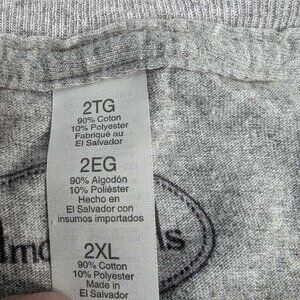 2TG
90% Coton
10% Polyester
Fabriqué au
El Salvador
2EG
90% Algodón
10% Poliéster
Hecho en
El Salvador con
insumos importados
2XL
90% Cotton
10% Polyester
Made in
El Salvador